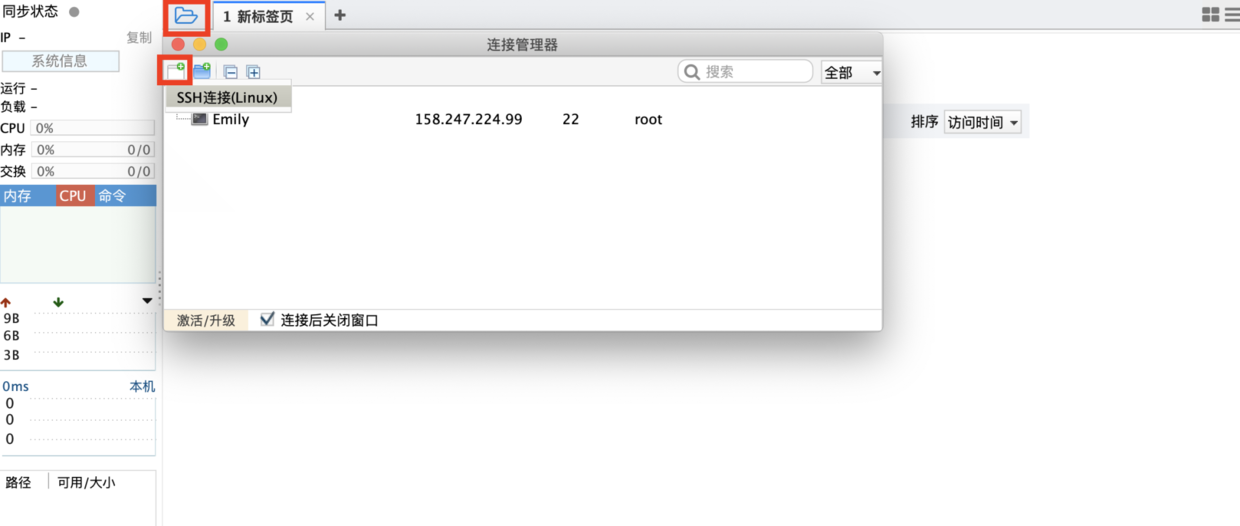 同步状态
1 新标签页
IP –
复制
连接管理器
系统信息
搜索
全部
运行 –
SSH连接(Linux)
负载 –
Emily 158.247.224.99 22 root
排序 访问时间
CPU 0%
内存 0% 0/0
交换 0% 0/0
内存 CPU 命令
激活/升级 连接后关闭窗口
9B
6B
3B
0ms 本机
0
0
0
路径 可用/大小